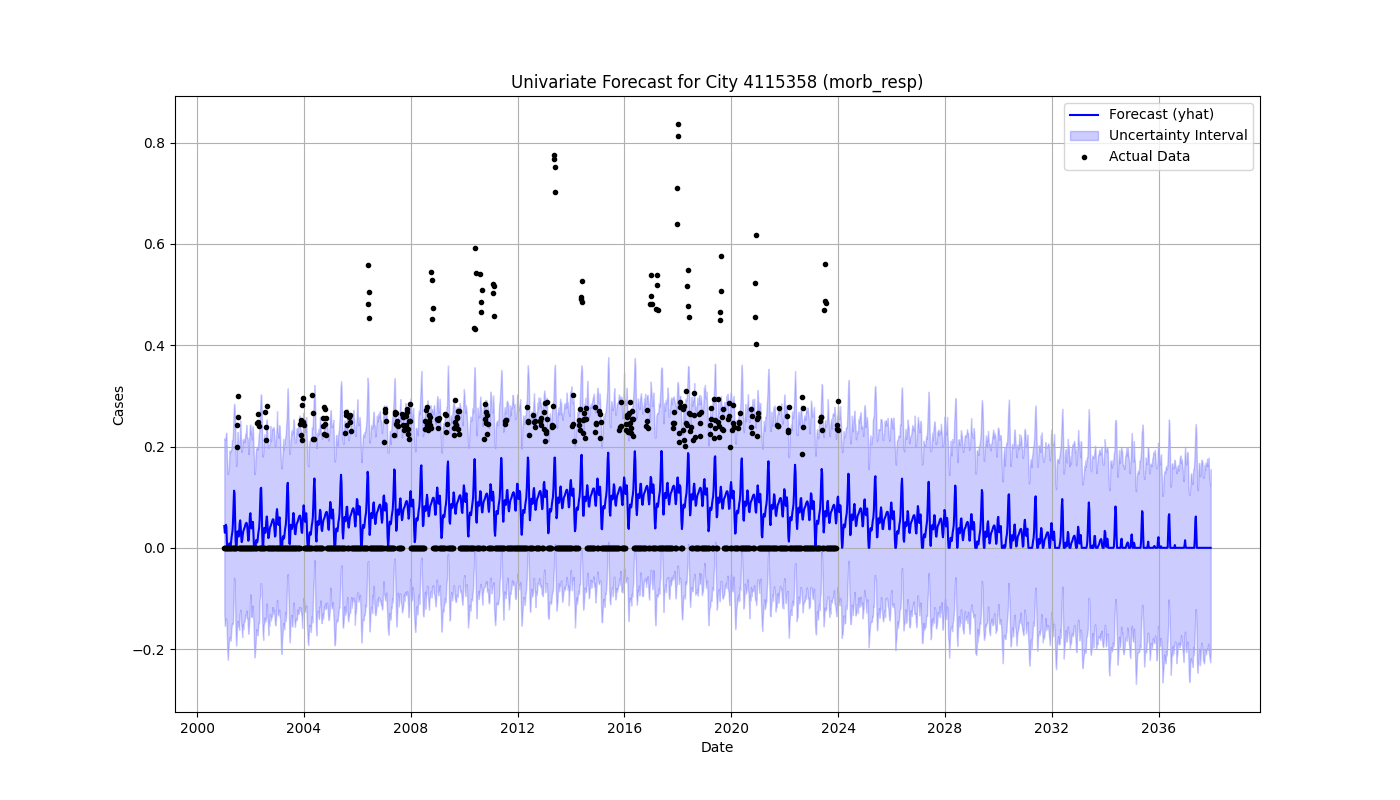 Univariate Forecast for City 4115358 (morb_resp)
Forecast (yhat)
Uncertainty Interval
Actual Data
Cases
0.8
0.6
0.4
0.2
0.0
−0.2
2000 2004 2008 2012 2016 2020 2024 2028 2032 2036
Date